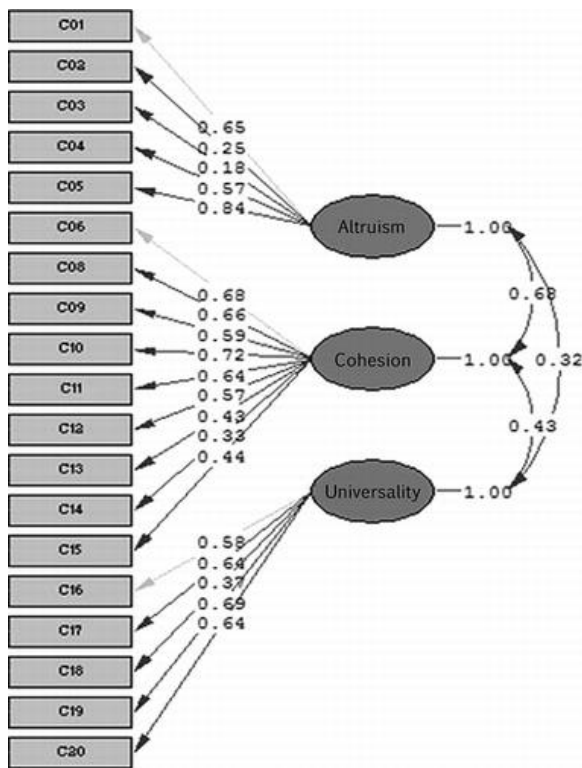 C01
C02
C03
C04
C05
C06
C08
C09
C10
C11
C12
C13
C14
C15
C16
C17
C18
C19
C20
0.65
0.25
0.18
0.57
0.84
0.68
0.66
0.59
0.72
0.64
0.57
0.43
0.33
0.44
0.58
0.64
0.37
0.69
0.64
Altruism
Cohesion
Universality
1.00
1.00
1.00
0.68
0.32
0.43